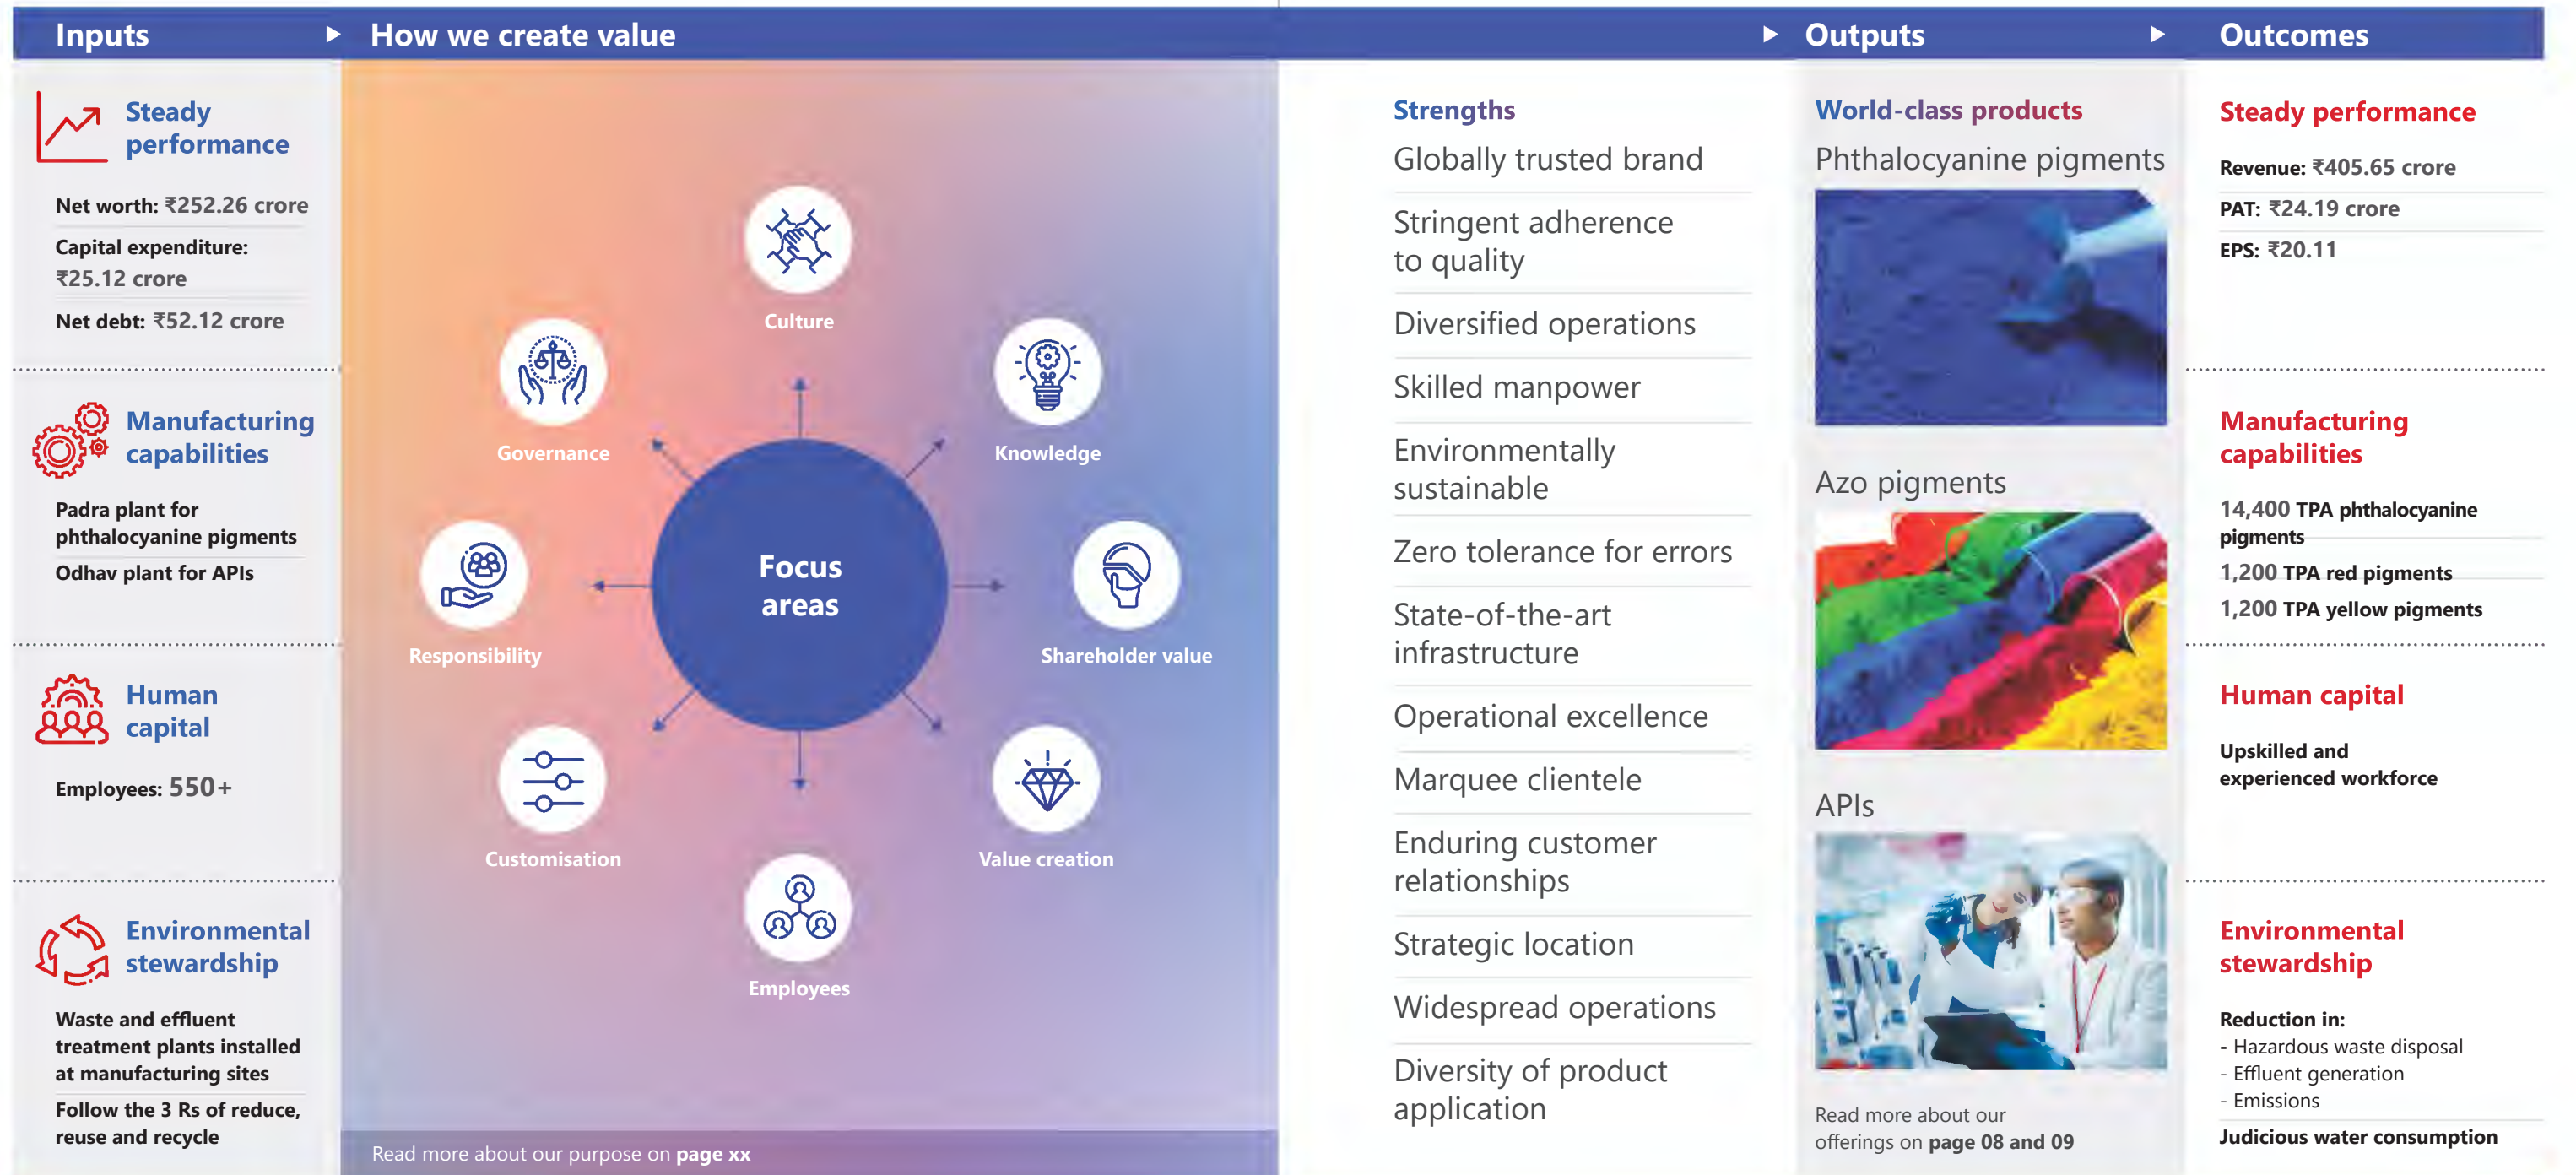 Inputs
How we create value
Outputs
Outcomes
Steady
performance
Net worth: ₹252.26 crore
Capital expenditure:
₹25.12 crore
Net debt: ₹52.12 crore
Manufacturing
capabilities
Padra plant for
phthalocyanine pigments
Odhav plant for APIs
Human
capital
Employees: 550+
Environmental
stewardship
Waste and effluent
treatment plants installed
at manufacturing sites
Follow the 3 Rs of reduce,
reuse and recycle
Focus
areas
Culture
Knowledge
Shareholder value
Value creation
Employees
Customisation
Responsibility
Governance
Read more about our purpose on page xx
Strengths
Globally trusted brand
Stringent adherence
to quality
Diversified operations
Skilled manpower
Environmentally
sustainable
Zero tolerance for errors
State-of-the-art
infrastructure
Operational excellence
Marquee clientele
Enduring customer
relationships
Strategic location
Widespread operations
Diversity of product
application
World-class products
Phthalocyanine pigments
Azo pigments
APIs
Read more about our
offerings on page 08 and 09
Steady performance
Revenue: ₹405.65 crore
PAT: ₹24.19 crore
EPS: ₹20.11
Manufacturing
capabilities
14,400 TPA phthalocyanine
pigments
1,200 TPA red pigments
1,200 TPA yellow pigments
Human capital
Upskilled and
experienced workforce
Environmental
stewardship
Reduction in:
- Hazardous waste disposal
- Effluent generation
- Emissions
Judicious water consumption